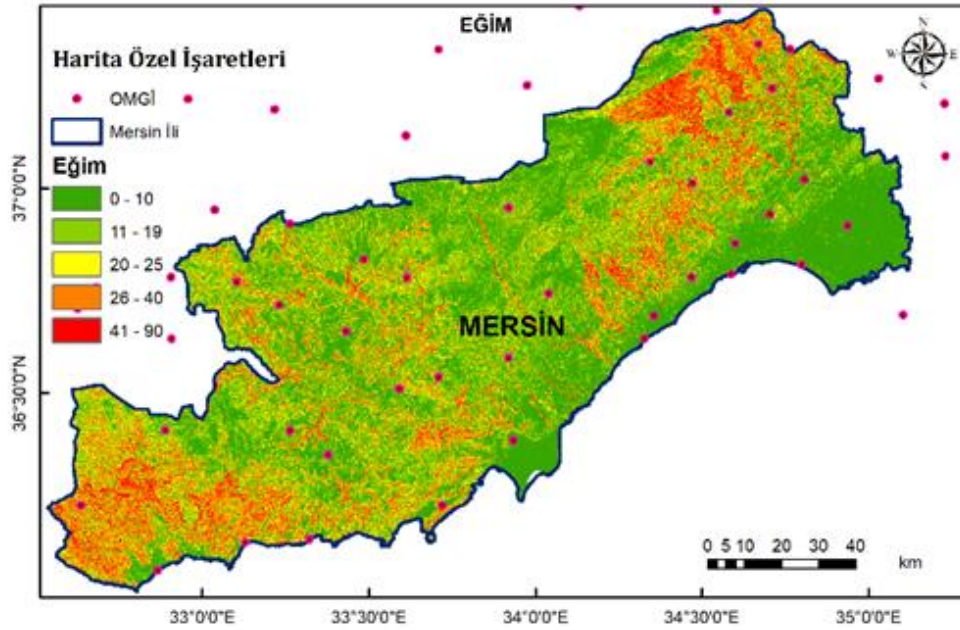 EĞİM
Harita Özel İşaretleri
OMGİ
Mersin İli
Eğim
0 - 10
11 - 19
20 - 25
26 - 40
41 - 90
MERSİN
N
W
E
S
37°0'0"N
36°30'0"N
0 5 10 20 30 40
km
33°0'0"E
33°30'0"E
34°0'0"E
34°30'0"E
35°0'0"E